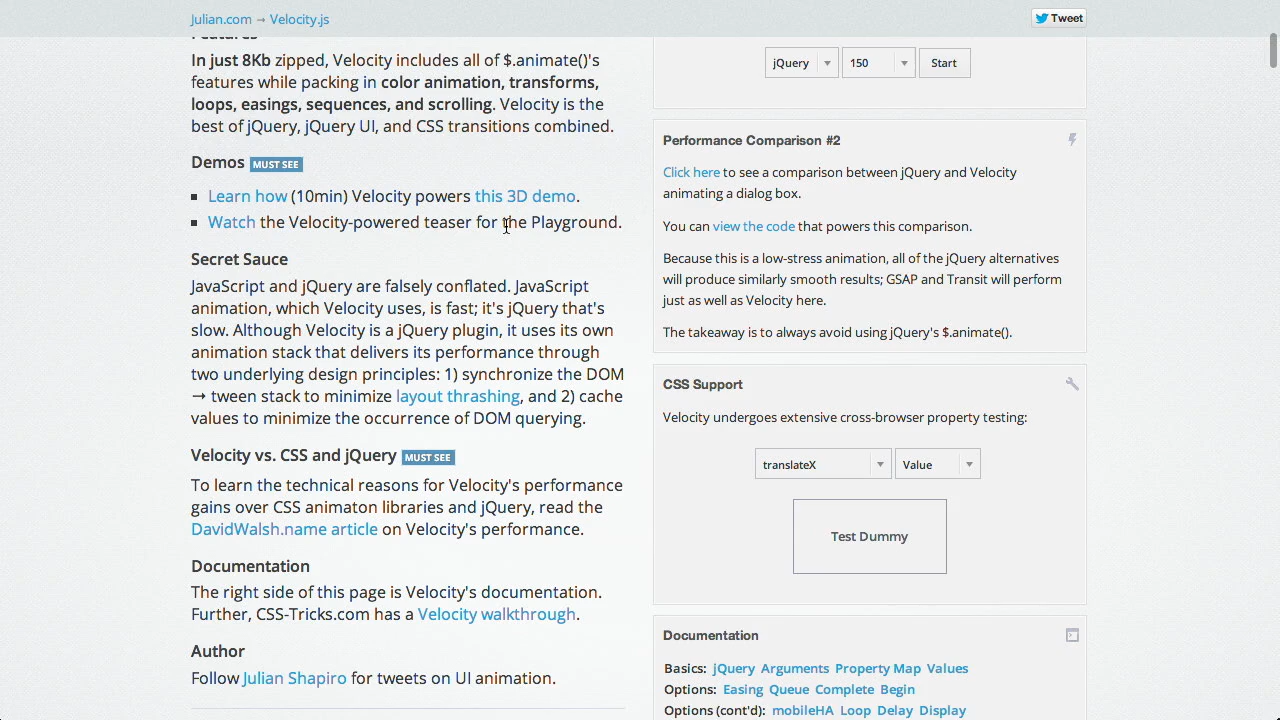 Julian.com → Velocity.js
Tweet
Features
In just 8Kb zipped, Velocity includes all of $.animate()'s
features while packing in color animation, transforms,
loops, easings, sequences, and scrolling. Velocity is the
best of jQuery, jQuery UI, and CSS transitions combined.
Demos MUST SEE
Learn how (10min) Velocity powers this 3D demo.
Watch the Velocity-powered teaser for the Playground.
Secret Sauce
JavaScript and jQuery are falsely conflated. JavaScript
animation, which Velocity uses, is fast; it's jQuery that's
slow. Although Velocity is a jQuery plugin, it uses its own
animation stack that delivers its performance through
two underlying design principles: 1) synchronize the DOM
→ tween stack to minimize layout thrashing, and 2) cache
values to minimize the occurrence of DOM querying.
Velocity vs. CSS and jQuery MUST SEE
To learn the technical reasons for Velocity's performance
gains over CSS animaton libraries and jQuery, read the
DavidWalsh.name article on Velocity's performance.
Documentation
The right side of this page is Velocity's documentation.
Further, CSS-Tricks.com has a Velocity walkthrough.
Author
Follow Julian Shapiro for tweets on UI animation.
jQuery 150 Start
Performance Comparison #2
Click here to see a comparison between jQuery and Velocity
animating a dialog box.
You can view the code that powers this comparison.
Because this is a low-stress animation, all of the jQuery alternatives
will produce similarly smooth results; GSAP and Transit will perform
just as well as Velocity here.
The takeaway is to always avoid using jQuery's $.animate().
CSS Support
Velocity undergoes extensive cross-browser property testing:
translateX Value
Test Dummy
Documentation
Basics: jQuery Arguments Property Map Values
Options: Easing Queue Complete Begin
Options (cont'd): mobileHA Loop Delay Display